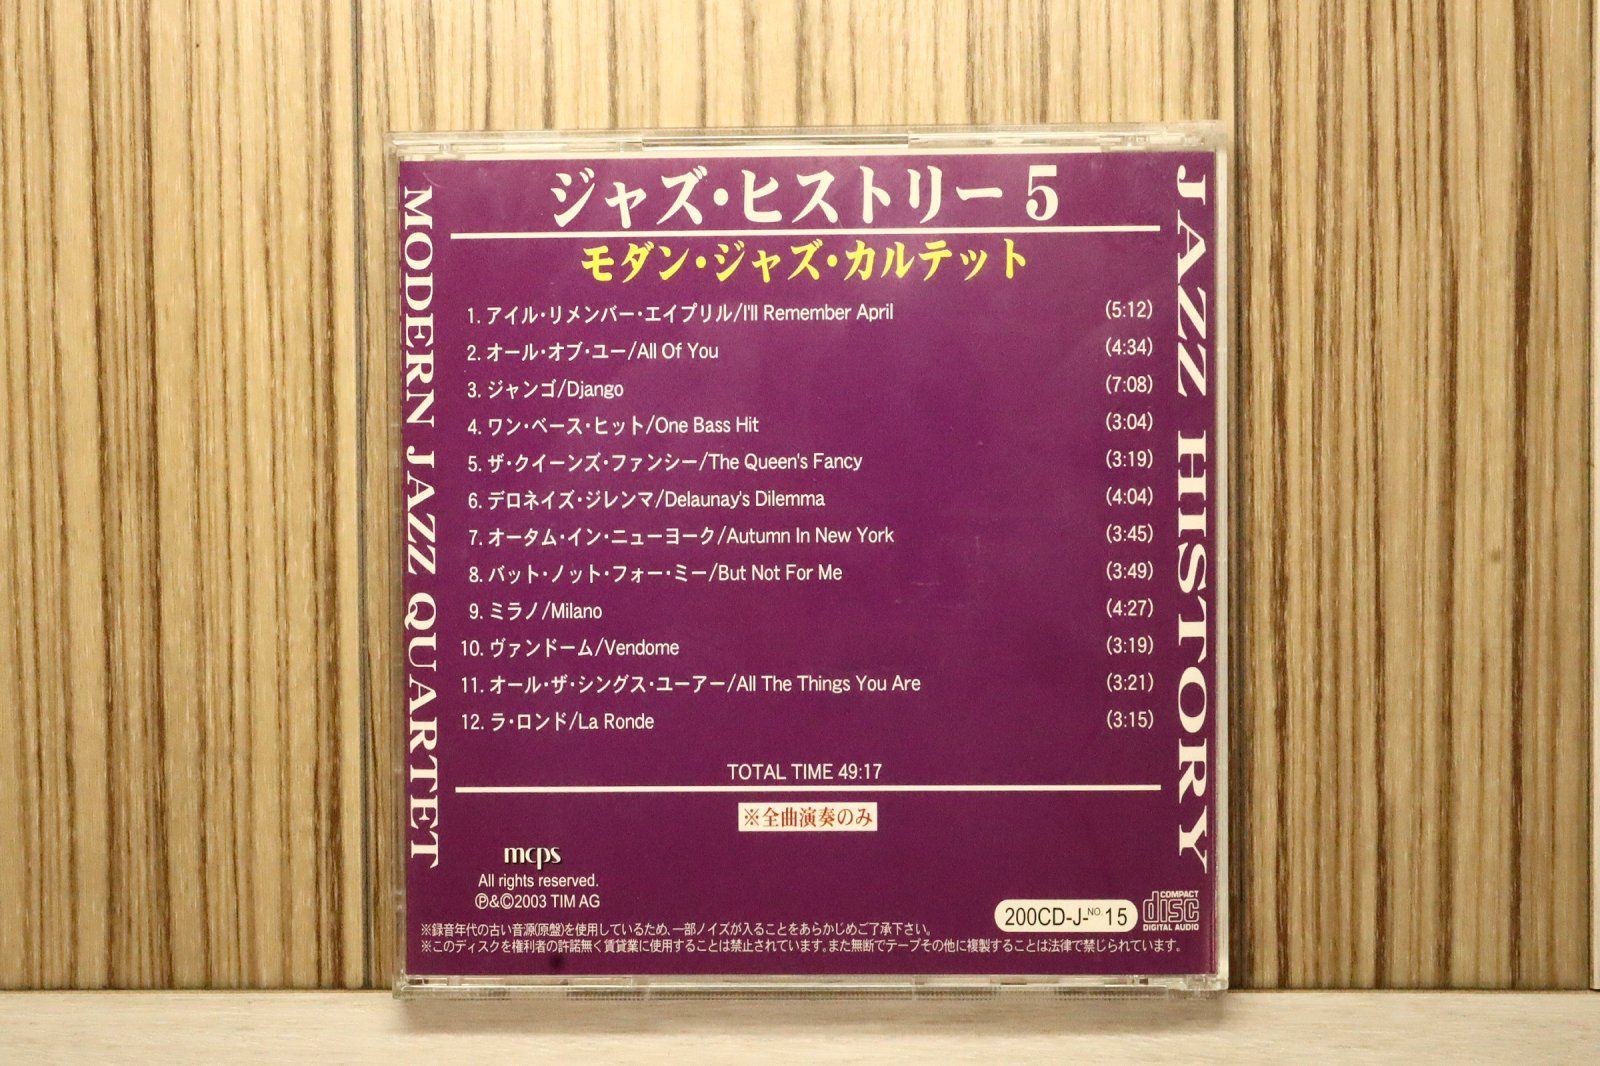 ジャズ・ヒストリー 5
モダン・ジャズ・カルテット
1. アイル・リメンバー・エイプリル/I'll Remember April (5:12)
2. オール・オブ・ユー/All Of You (4:34)
3. ジャンゴ/Django (7:08)
4. ワン・ベース・ヒット/One Bass Hit (3:04)
5. ザ・クイーンズ・ファンシー/The Queen's Fancy (3:19)
6. デロネイズ・ジレンマ/Delaunay's Dilemma (4:04)
7. オータム・イン・ニューヨーク/Autumn In New York (3:45)
8. バット・ノット・フォー・ミー/But Not For Me (3:49)
9. ミラノ/Milano (4:27)
10. ヴァンドーム/Vendome (3:19)
11. オール・ザ・シングス・ユーアー/All The Things You Are (3:21)
12. ラ・ロンド/La Ronde (3:15)
TOTAL TIME 49:17
※全曲演奏のみ
mcps
All rights reserved.
Ⓟ&©2003 TIM AG
200CD-J-NO.15
COMPACT
disc
DIGITAL AUDIO
※録音年代の古い音源(原盤)を使用しているため、一部ノイズが入ることをあらかじめご了承下さい。
※このディスクを権利者の許諾無く賃貸業に使用することは禁止されています。また無断でテープその他に複製することは法律で禁じられています。
MODERN JAZZ QUARTET
JAZZ HISTORY